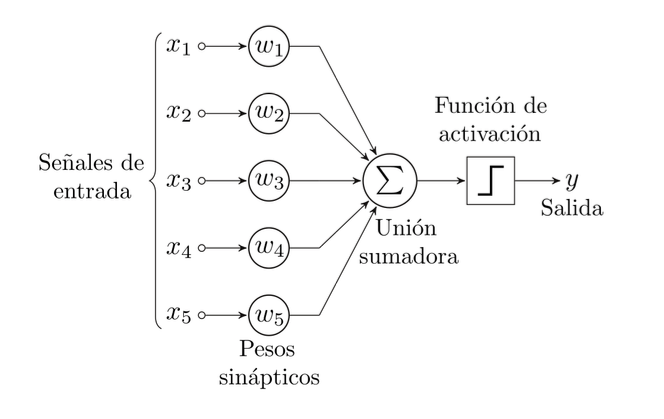 x₁ w₁
x₂ w₂
Función de
activación
Señales de
entrada
x₃ w₃ Σ y
Salida
Unión
sumadora
x₄ w₄
x₅ w₅
Pesos
sinápticos